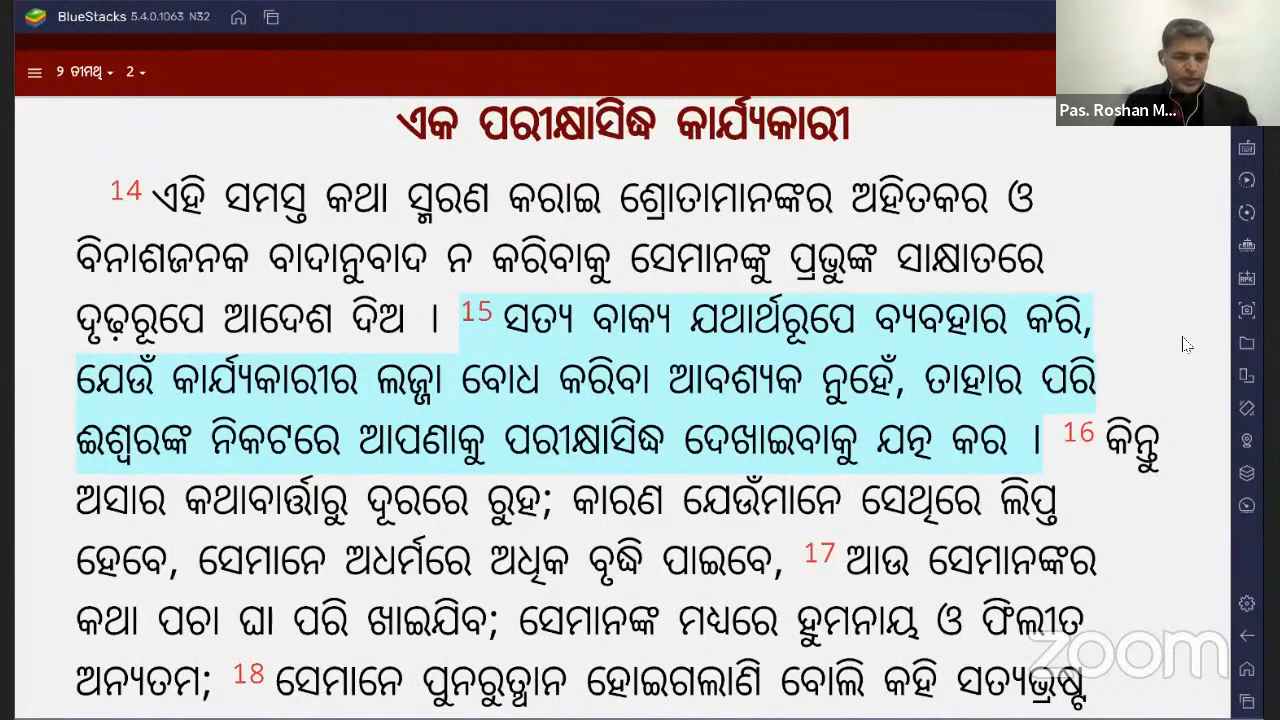 BlueStacks 5.4.0.1063 N32
୨ ତୀମଥି 2
Pas. Roshan M...
ଏକ ପରୀକ୍ଷାସିଦ୍ଧ କାର୍ଯ୍ୟକାରୀ
14 ଏହି ସମସ୍ତ କଥା ସ୍ମରଣ କରାଇ ଶ୍ରୋତାମାନଙ୍କର ଅହିତକର ଓ
ବିନାଶଜନକ ବାଦାନୁବାଦ ନ କରିବାକୁ ସେମାନଙ୍କୁ ପ୍ରଭୁଙ୍କ ସାକ୍ଷାତରେ
ଦୃଢ଼ରୂପେ ଆଦେଶ ଦିଅ । 15 ସତ୍ୟ ବାକ୍ୟ ଯଥାର୍ଥରୂପେ ବ୍ୟବହାର କରି,
ଯେଉଁ କାର୍ଯ୍ୟକାରୀର ଲଜ୍ଜା ବୋଧ କରିବା ଆବଶ୍ୟକ ନୁହେଁ, ତାହାର ପରି
ଈଶ୍ୱରଙ୍କ ନିକଟରେ ଆପଣାକୁ ପରୀକ୍ଷାସିଦ୍ଧ ଦେଖାଇବାକୁ ଯତ୍ନ କର । 16 କିନ୍ତୁ
ଅସାର କଥାବାର୍ତ୍ତାରୁ ଦୂରରେ ରୁହ; କାରଣ ଯେଉଁମାନେ ସେଥିରେ ଲିପ୍ତ
ହେବେ, ସେମାନେ ଅଧର୍ମରେ ଅଧିକ ବୃଦ୍ଧି ପାଇବେ, 17 ଆଉ ସେମାନଙ୍କର
କଥା ପଚା ଘା ପରି ଖାଇଯିବ; ସେମାନଙ୍କ ମଧ୍ୟରେ ହୁମନାୟ ଓ ଫିଲୀତ
ଅନ୍ୟତମ; 18 ସେମାନେ ପୁନରୁତ୍ଥାନ ହୋଇଗଲାଣି ବୋଲି କହି ସତ୍ୟଭ୍ରଷ୍ଟ
zoom